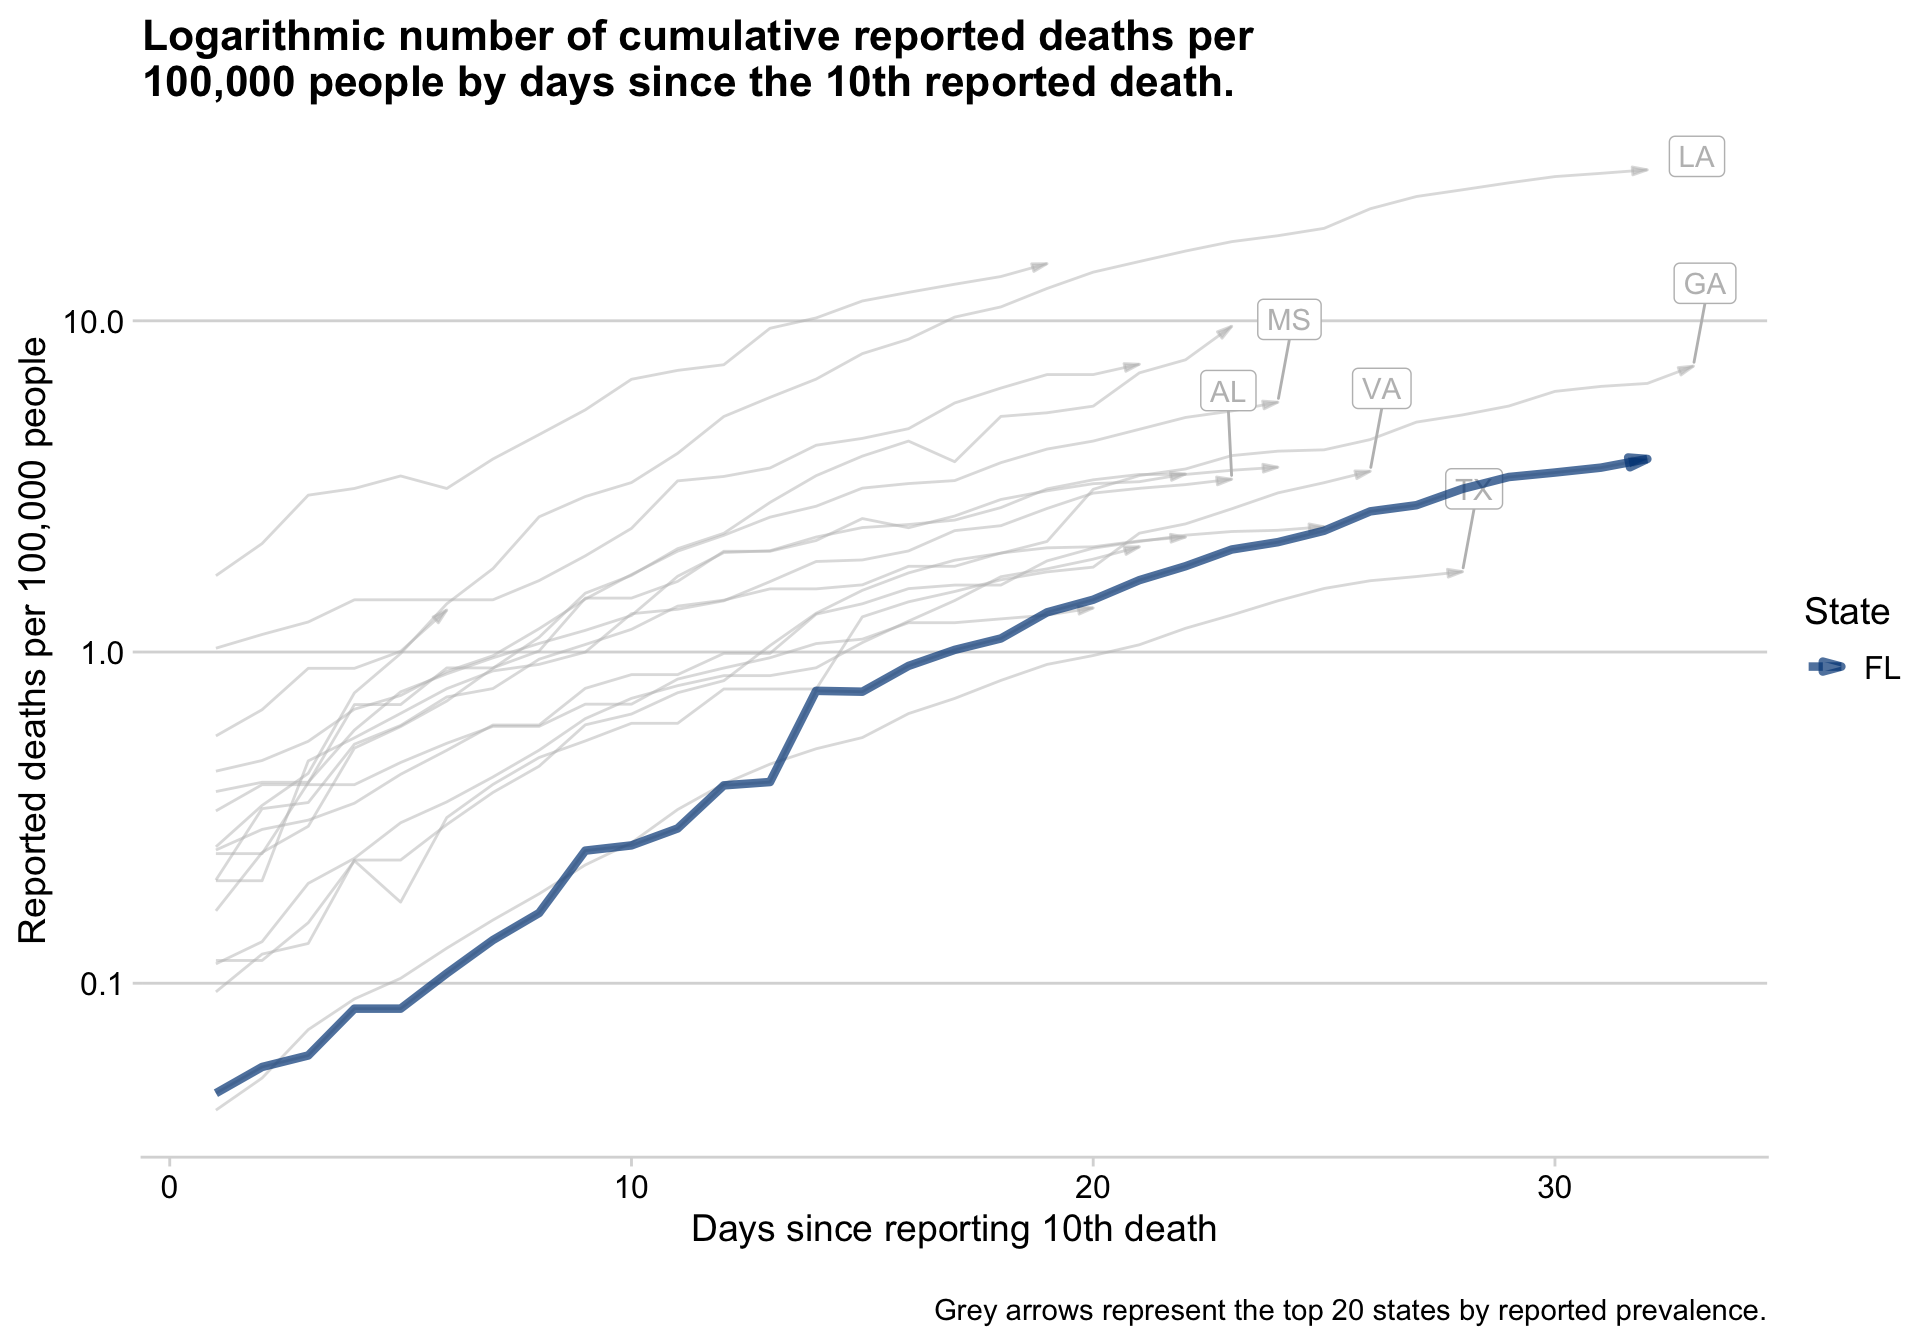 Logarithmic number of cumulative reported deaths per
100,000 people by days since the 10th reported death.
LA
GA
MS
AL
VA
TX
10.0
1.0
0.1
Reported deaths per 100,000 people
State
FL
0
10
20
30
Days since reporting 10th death
Grey arrows represent the top 20 states by reported prevalence.